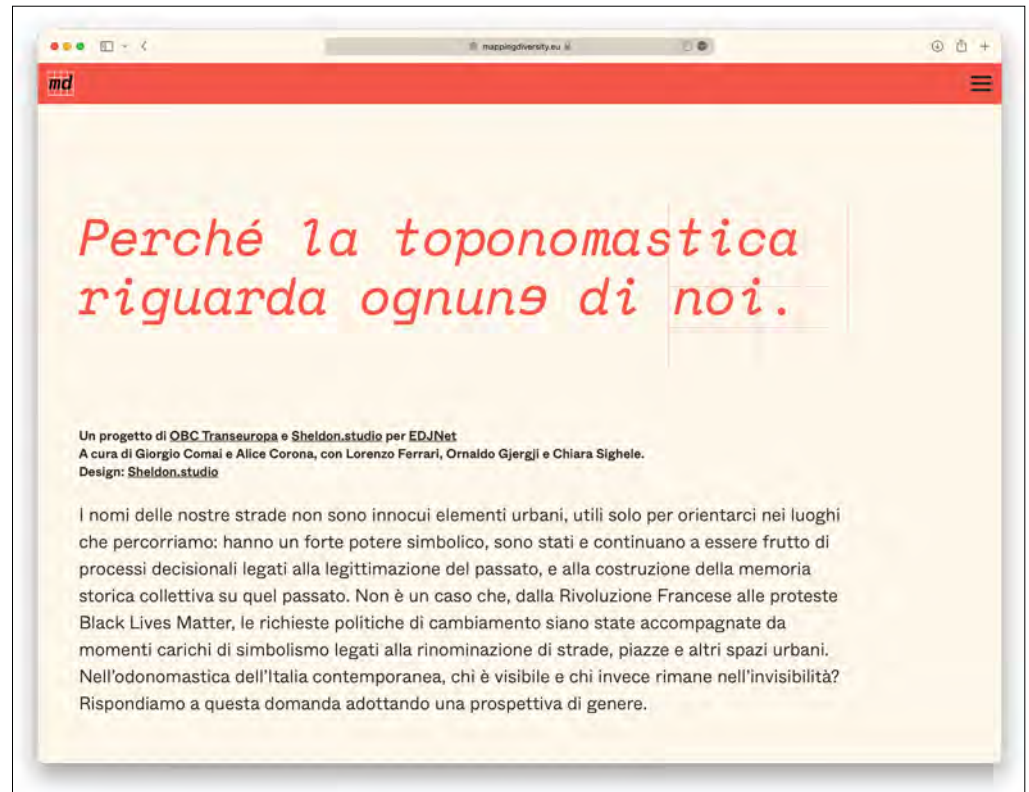 mappingdiversity.eu
md
Perché la toponomastica
riguarda ognunə di noi.
Un progetto di OBC Transeuropa e Sheldon.studio per EDJNet
A cura di Giorgio Comai e Alice Corona, con Lorenzo Ferrari, Ornaldo Gjergji e Chiara Sighele.
Design: Sheldon.studio
I nomi delle nostre strade non sono innocui elementi urbani, utili solo per orientarci nei luoghi
che percorriamo: hanno un forte potere simbolico, sono stati e continuano a essere frutto di
processi decisionali legati alla legittimazione del passato, e alla costruzione della memoria
storica collettiva su quel passato. Non è un caso che, dalla Rivoluzione Francese alle proteste
Black Lives Matter, le richieste politiche di cambiamento siano state accompagnate da
momenti carichi di simbolismo legati alla rinominazione di strade, piazze e altri spazi urbani.
Nell'odonomastica dell'Italia contemporanea, chi è visibile e chi invece rimane nell'invisibilità?
Rispondiamo a questa domanda adottando una prospettiva di genere.